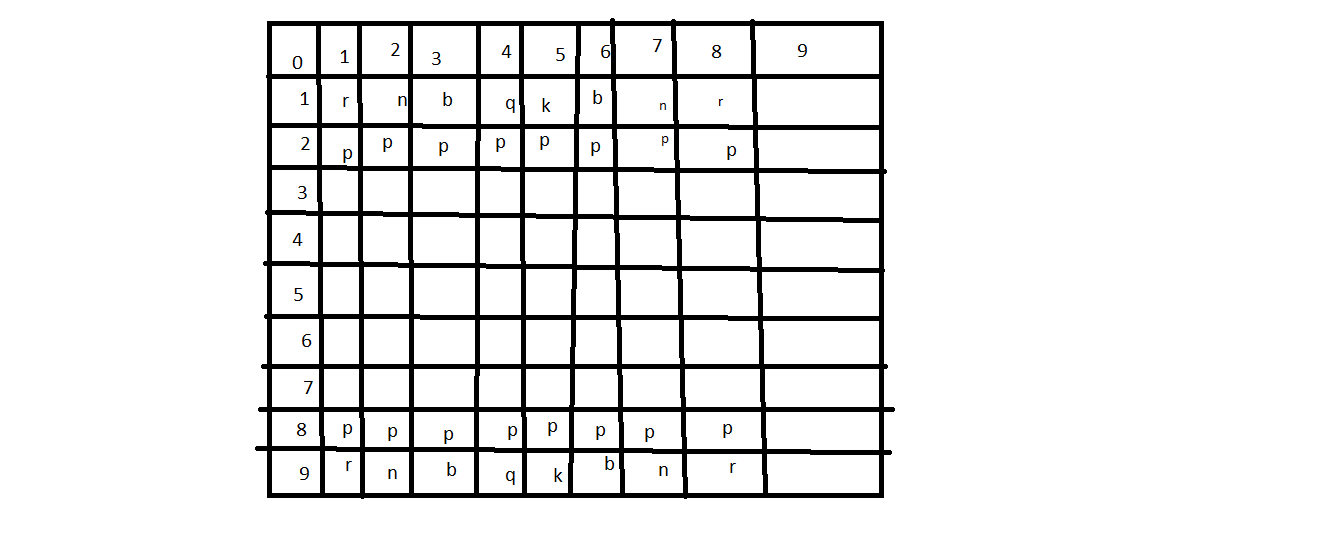 0 1 2 3 4 5 6 7 8 9
1 r n b q k b n r
2 p p p p p p p p
3
4
5
6
7
8 p p p p p p p p
9 r n b q k b n r